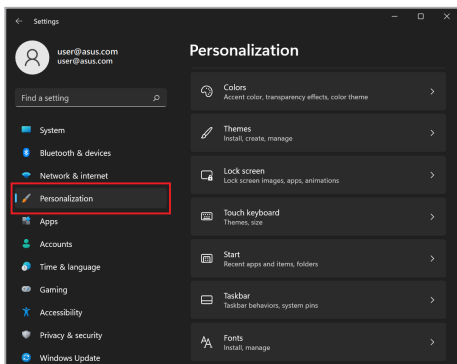 Settings
user@asus.com
user@asus.com
Find a setting
System
Bluetooth & devices
Network & internet
Personalization
Apps
Accounts
Time & language
Gaming
Accessibility
Privacy & security
Windows Update
Personalization
Colors
Accent color, transparency effects, color theme
Themes
Install, create, manage
Lock screen
Lock screen images, apps, animations
Touch keyboard
Themes, size
Start
Recent apps and items, folders
Taskbar
Taskbar behaviors, system pins
Fonts
Install, manage